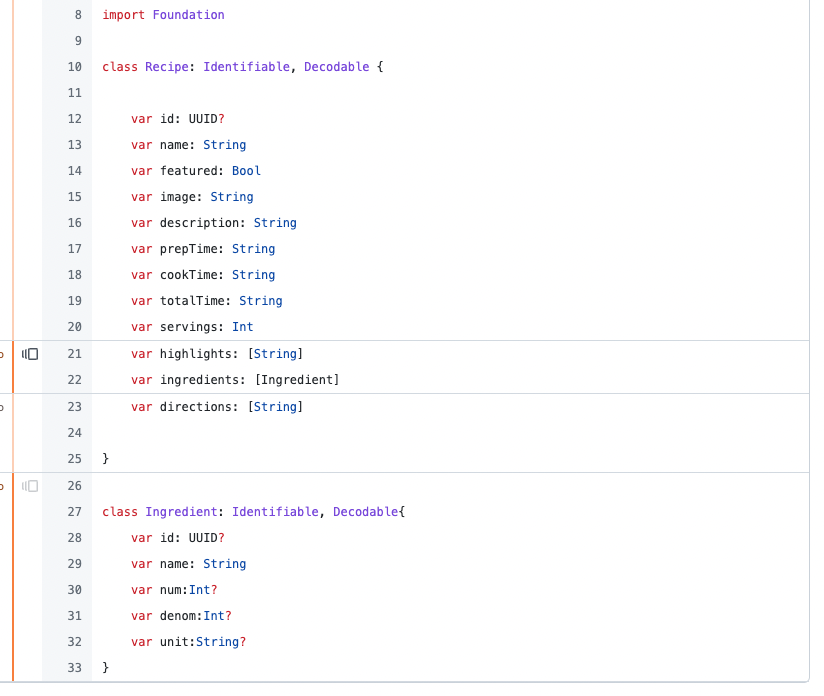 8 import Foundation
9
10 class Recipe: Identifiable, Decodable {
11
12     var id: UUID?
13     var name: String
14     var featured: Bool
15     var image: String
16     var description: String
17     var prepTime: String
18     var cookTime: String
19     var totalTime: String
20     var servings: Int
21     var highlights: [String]
22     var ingredients: [Ingredient]
23     var directions: [String]
24
25 }
26
27 class Ingredient: Identifiable, Decodable{
28     var id: UUID?
29     var name: String
30     var num:Int?
31     var denom:Int?
32     var unit:String?
33 }